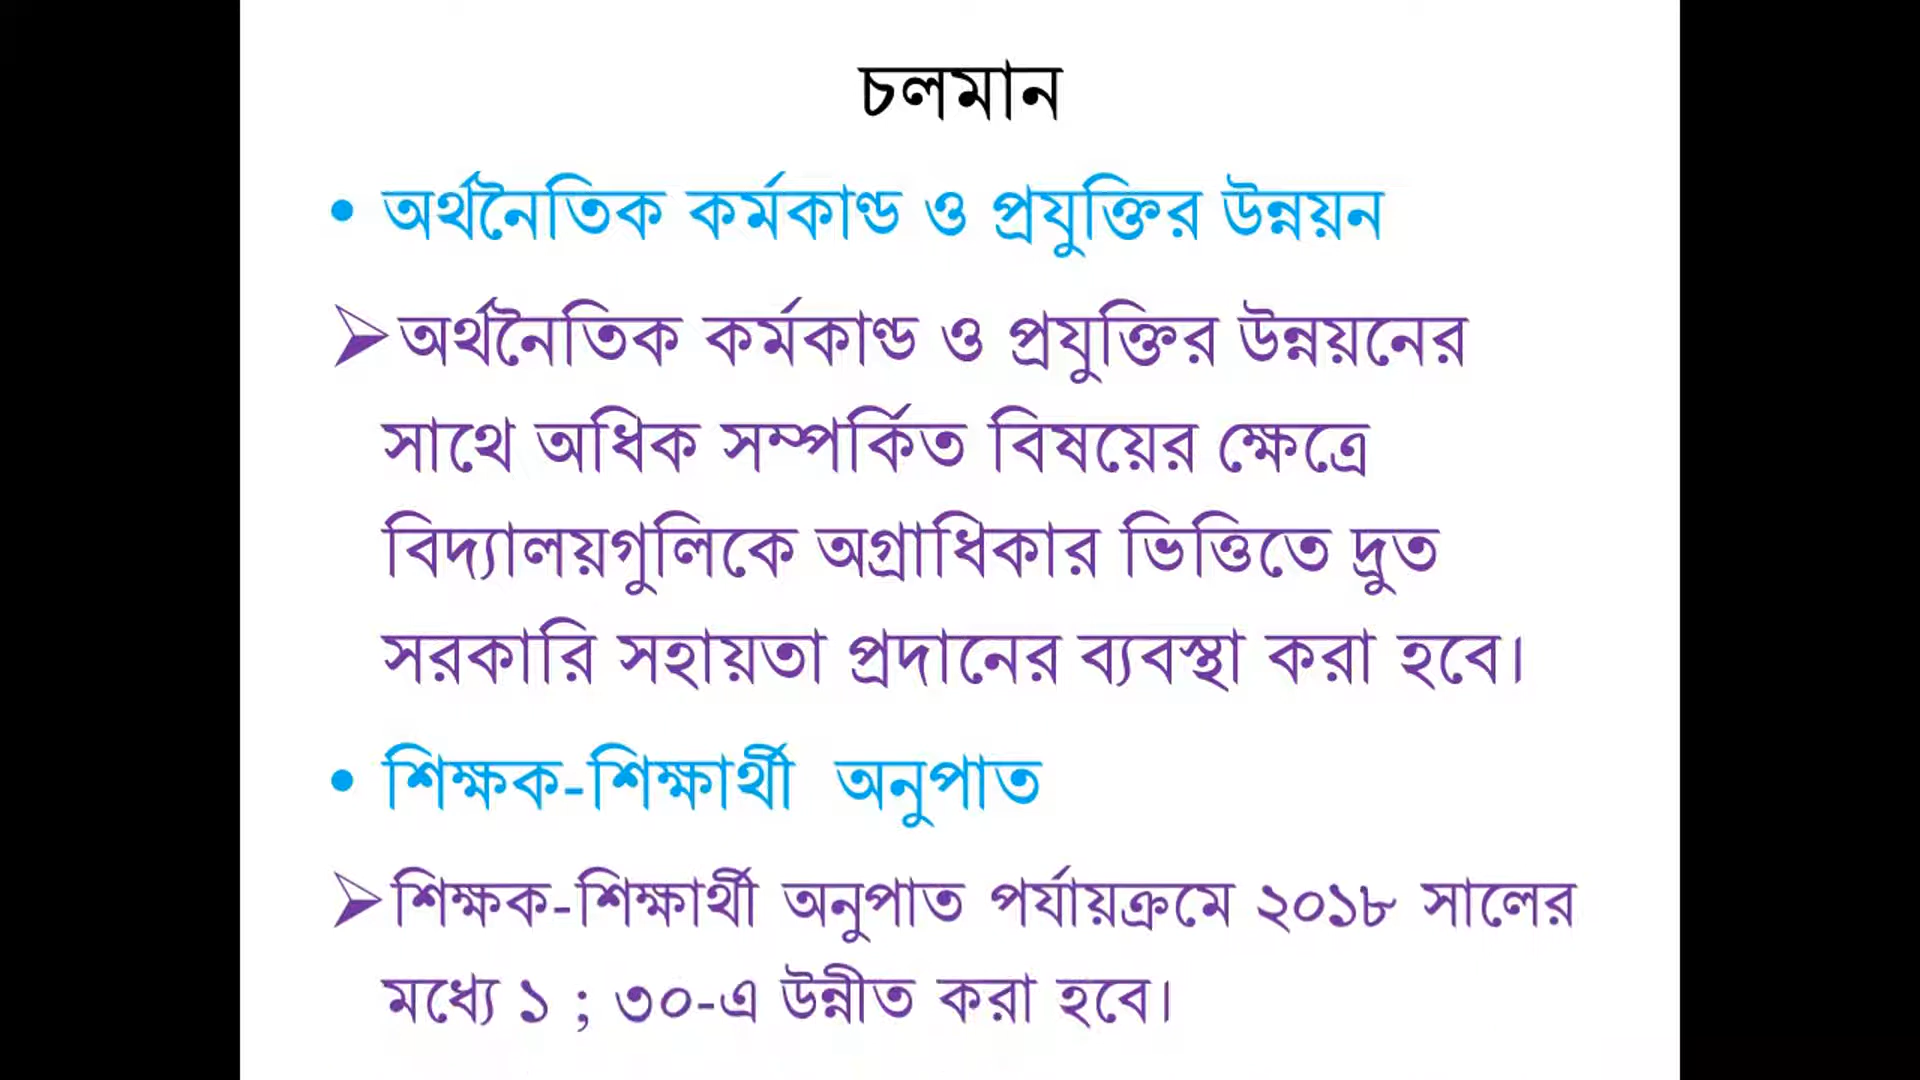 চলমান
• অর্থনৈতিক কর্মকাণ্ড ও প্রযুক্তির উন্নয়ন
➢অর্থনৈতিক কর্মকাণ্ড ও প্রযুক্তির উন্নয়নের
সাথে অধিক সম্পর্কিত বিষয়ের ক্ষেত্রে
বিদ্যালয়গুলিকে অগ্রাধিকার ভিত্তিতে দ্রুত
সরকারি সহায়তা প্রদানের ব্যবস্থা করা হবে।
• শিক্ষক-শিক্ষার্থী অনুপাত
➢শিক্ষক-শিক্ষার্থী অনুপাত পর্যায়ক্রমে ২০১৮ সালের
মধ্যে ১ ; ৩০-এ উন্নীত করা হবে।